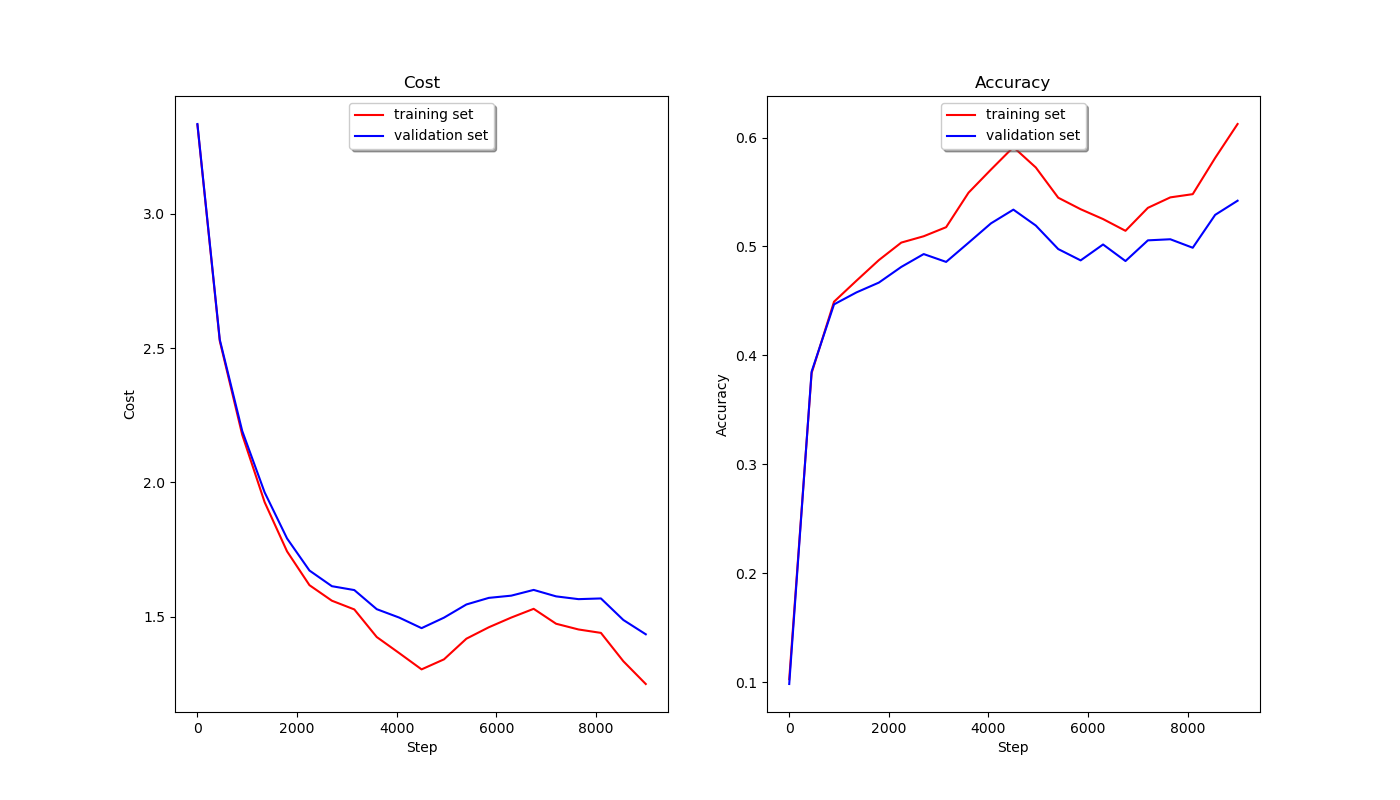 Cost
training set
validation set
3.0
2.5
2.0
1.5
Cost
0 2000 4000 6000 8000
Step
Accuracy
training set
validation set
0.6
0.5
0.4
0.3
0.2
0.1
Accuracy
0 2000 4000 6000 8000
Step